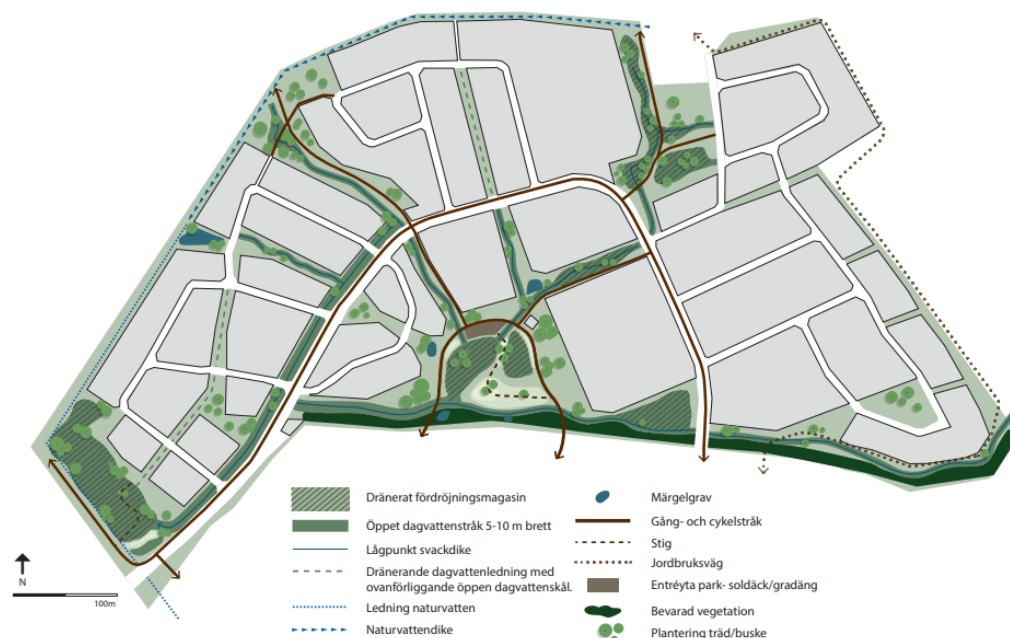 N
100m
Dränerat fördröjningsmagasin
Öppet dagvattenstråk 5-10 m brett
Lågpunkt svackdike
Dränerande dagvattenledning med
ovanförliggande öppen dagvattenskål.
Ledning naturvatten
Naturvattendike
Märgelgrav
Gång- och cykelstråk
Stig
Jordbruksväg
Entréyta park- soldäck/gradäng
Bevarad vegetation
Plantering träd/buske